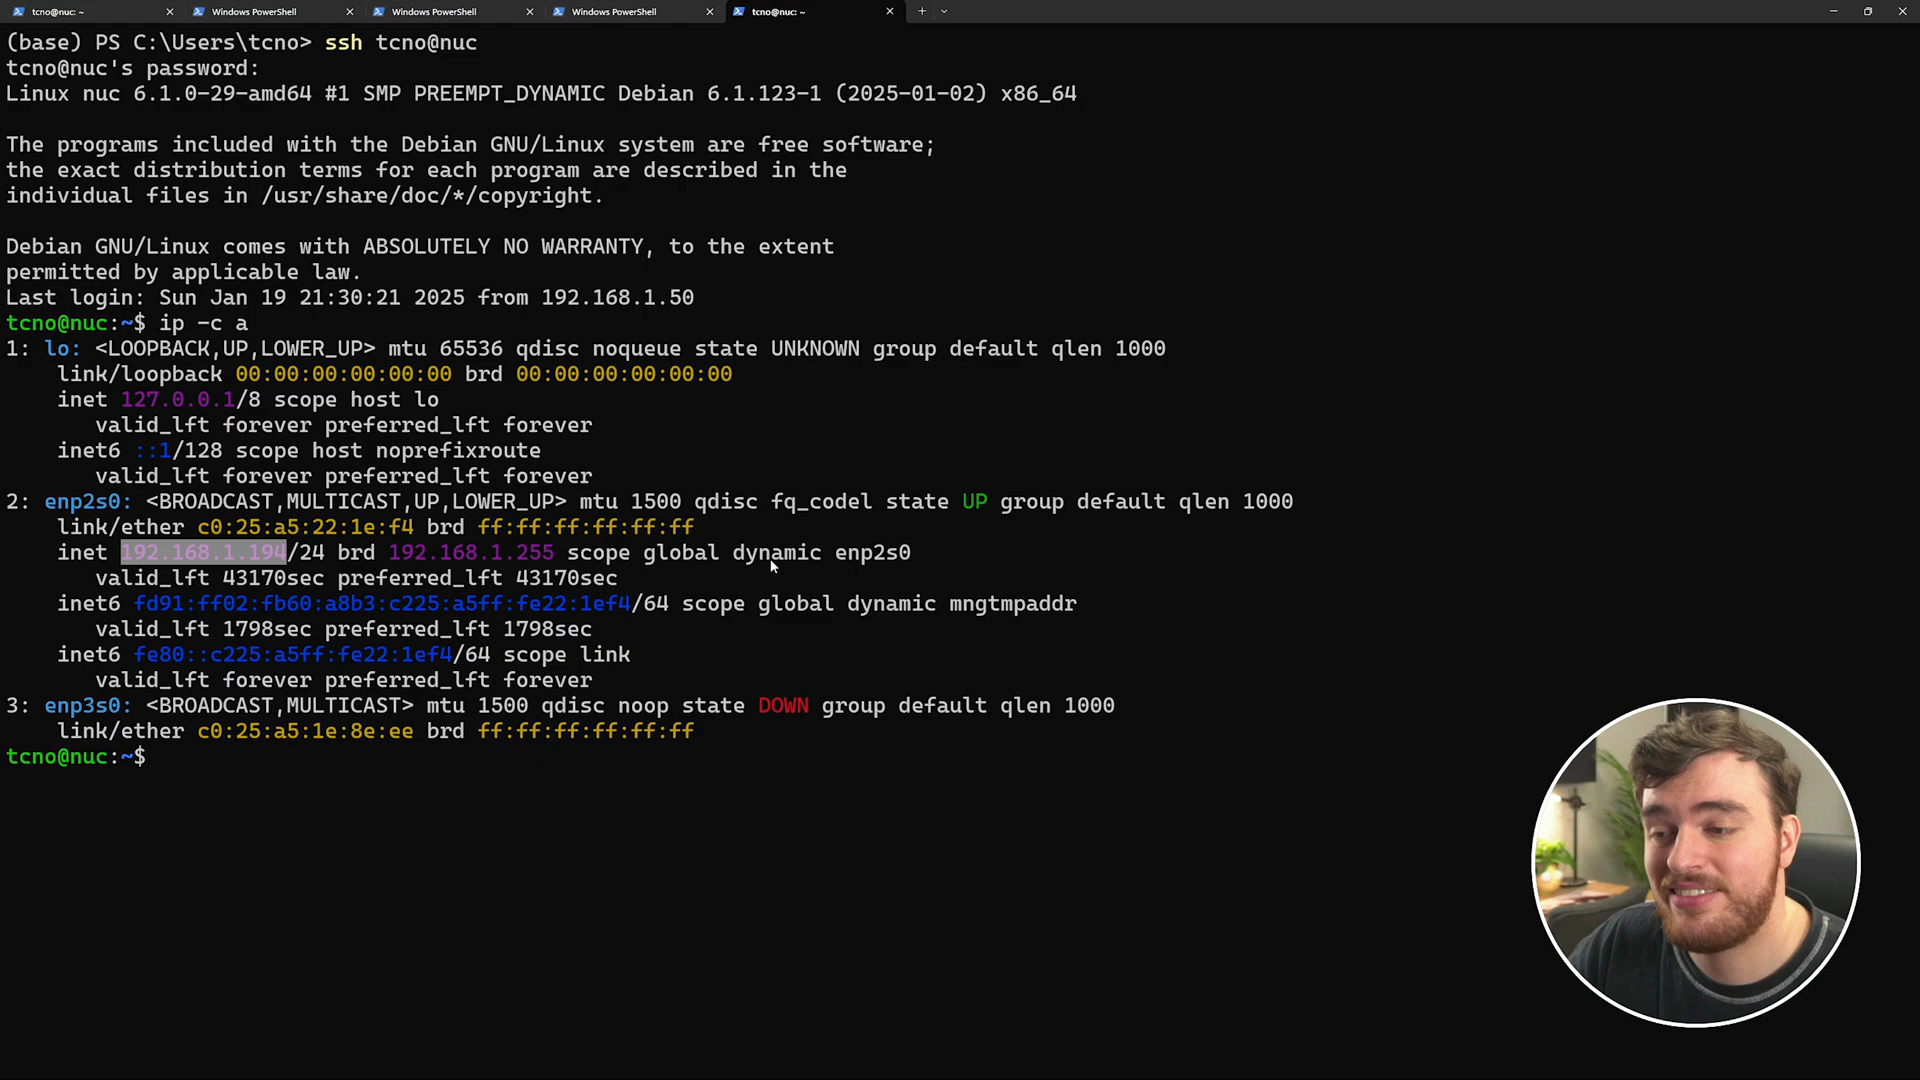 tcno@nuc: ~ Windows PowerShell Windows PowerShell Windows PowerShell tcno@nuc: ~
(base) PS C:\Users\tcno> ssh tcno@nuc
tcno@nuc's password:
Linux nuc 6.1.0-29-amd64 #1 SMP PREEMPT_DYNAMIC Debian 6.1.123-1 (2025-01-02) x86_64
The programs included with the Debian GNU/Linux system are free software;
the exact distribution terms for each program are described in the
individual files in /usr/share/doc/*/copyright.
Debian GNU/Linux comes with ABSOLUTELY NO WARRANTY, to the extent
permitted by applicable law.
Last login: Sun Jan 19 21:30:21 2025 from 192.168.1.50
tcno@nuc:~$ ip -c a
1: lo: <LOOPBACK,UP,LOWER_UP> mtu 65536 qdisc noqueue state UNKNOWN group default qlen 1000
link/loopback 00:00:00:00:00:00 brd 00:00:00:00:00:00
inet 127.0.0.1/8 scope host lo
valid_lft forever preferred_lft forever
inet6 ::1/128 scope host noprefixroute
valid_lft forever preferred_lft forever
2: enp2s0: <BROADCAST,MULTICAST,UP,LOWER_UP> mtu 1500 qdisc fq_codel state UP group default qlen 1000
link/ether c0:25:a5:22:1e:f4 brd ff:ff:ff:ff:ff:ff
inet 192.168.1.194/24 brd 192.168.1.255 scope global dynamic enp2s0
valid_lft 43170sec preferred_lft 43170sec
inet6 fd91:ff02:fb60:a8b3:c225:a5ff:fe22:1ef4/64 scope global dynamic mngtmpaddr
valid_lft 1798sec preferred_lft 1798sec
inet6 fe80::c225:a5ff:fe22:1ef4/64 scope link
valid_lft forever preferred_lft forever
3: enp3s0: <BROADCAST,MULTICAST> mtu 1500 qdisc noop state DOWN group default qlen 1000
link/ether c0:25:a5:1e:8e:ee brd ff:ff:ff:ff:ff:ff
tcno@nuc:~$